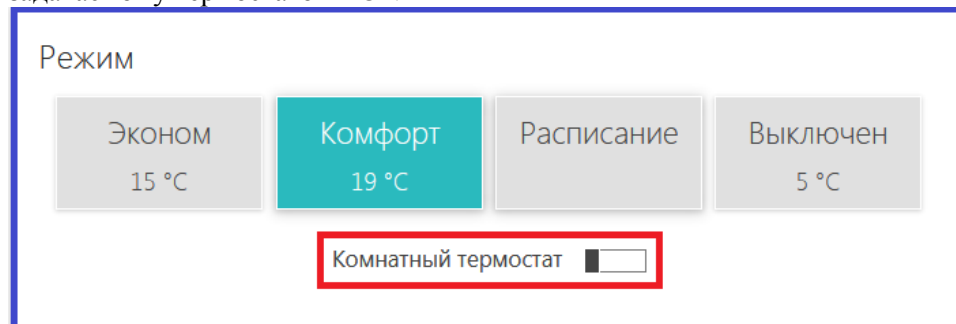 Режим
Эконом Комфорт Расписание Выключен
15 °C 19 °C 5 °C
Комнатный термостат